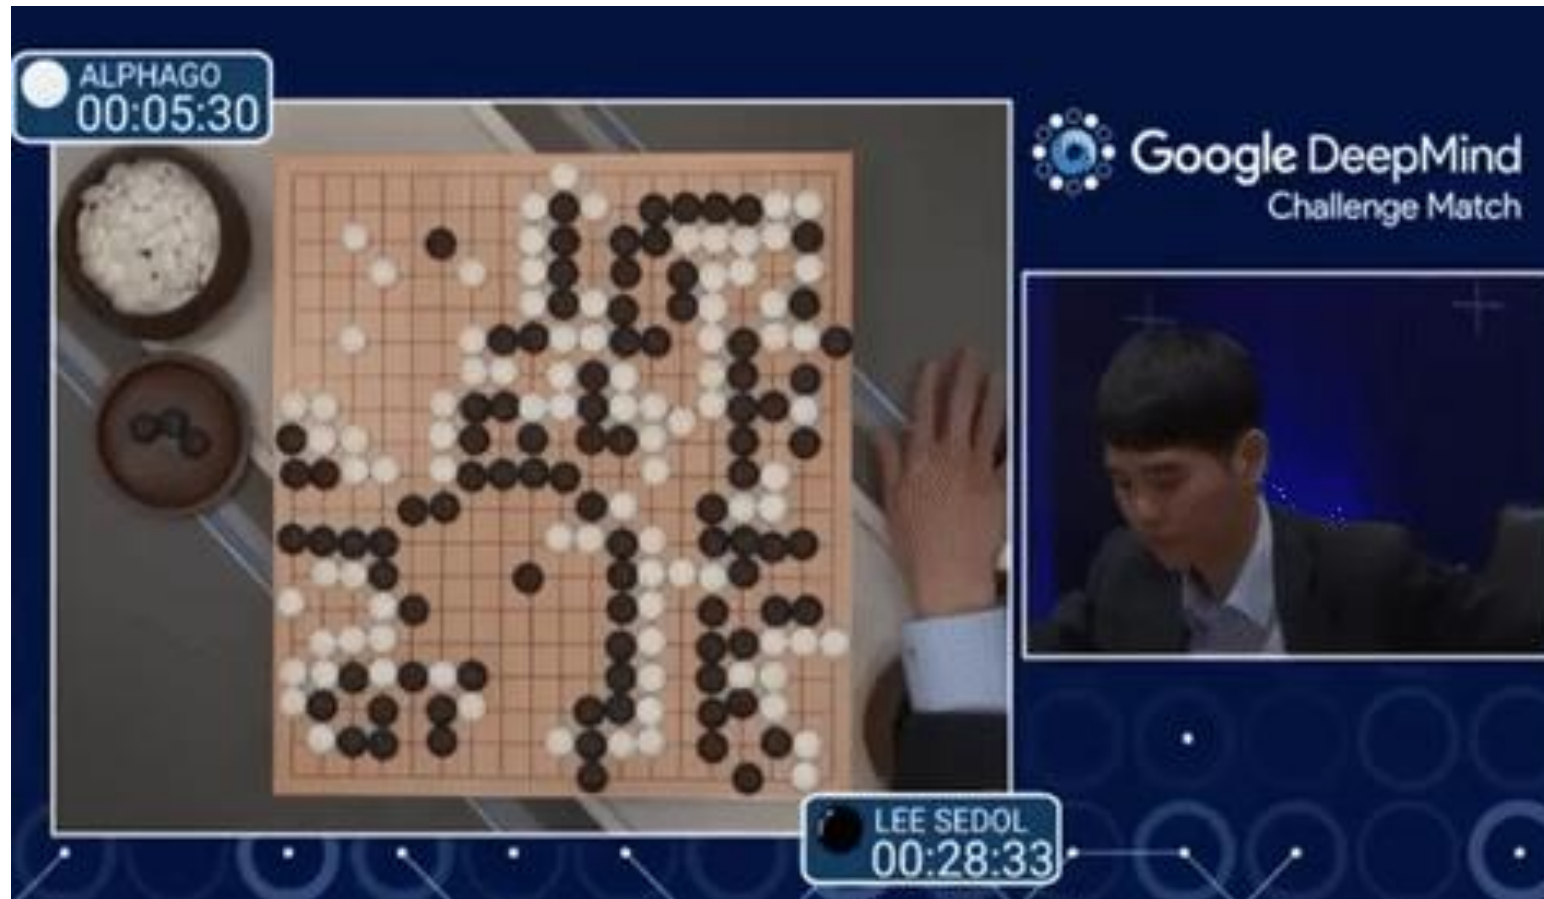 ALPHAGO
00:05:30
Google DeepMind
Challenge Match
LEE SEDOL
00:28:33